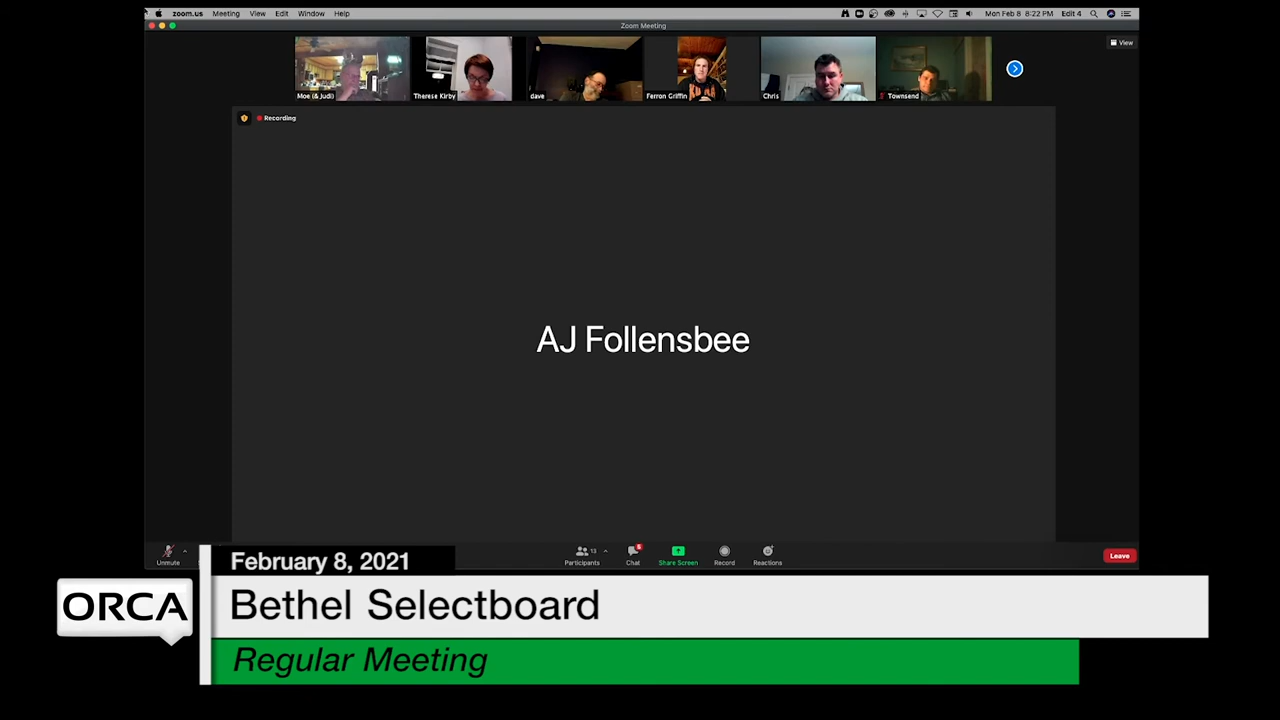 zoom.us Meeting View Edit Window Help
Mon Feb 8 8:22 PM Edit 4
Zoom Meeting
View
Moe (& Judi)
Therese Kirby
dave
Ferron Griffin
Chris
Townsend
Recording
AJ Follensbee
Unmute
13
Participants
Chat
Share Screen
Record
Reactions
Leave
February 8, 2021
ORCA
Bethel Selectboard
Regular Meeting